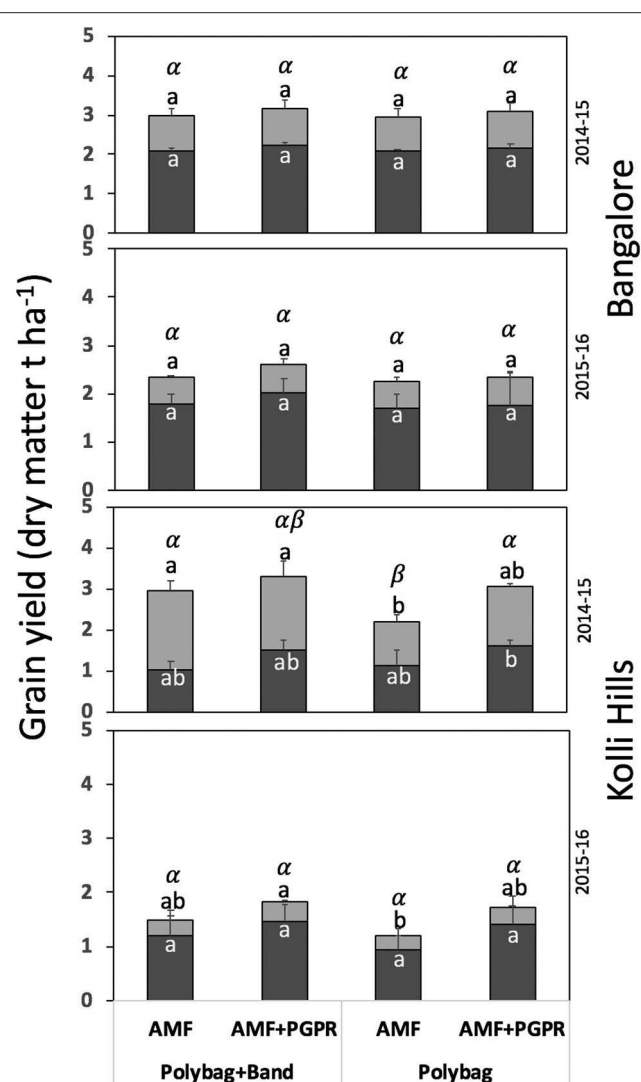 Grain yield (dry matter t ha-1)
5
4
3
2
1
0
α α α α
a a a a
a a a a
2014-15
Bangalore
5
4
3
2
1
0
α α α α
a a a a
a a a a
2015-16
5
4
3
2
1
0
α αβ β α
a a b ab
ab ab ab b
2014-15
Kolli Hills
5
4
3
2
1
0
α α α α
ab a b ab
a a a a
2015-16
AMF AMF+PGPR AMF AMF+PGPR
Polybag+Band Polybag